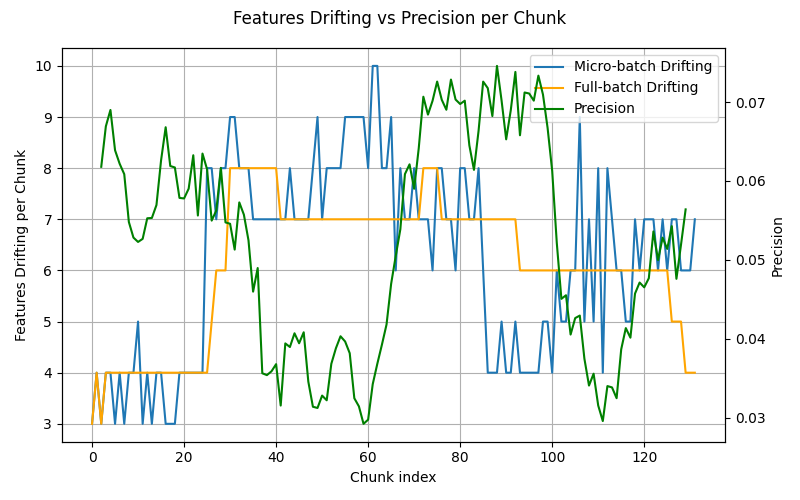 Features Drifting vs Precision per Chunk
Micro-batch Drifting
Full-batch Drifting
Precision
Features Drifting per Chunk
10
9
8
7
6
5
4
3
0.07
0.06
0.05
0.04
0.03
Precision
0 20 40 60 80 100 120
Chunk index